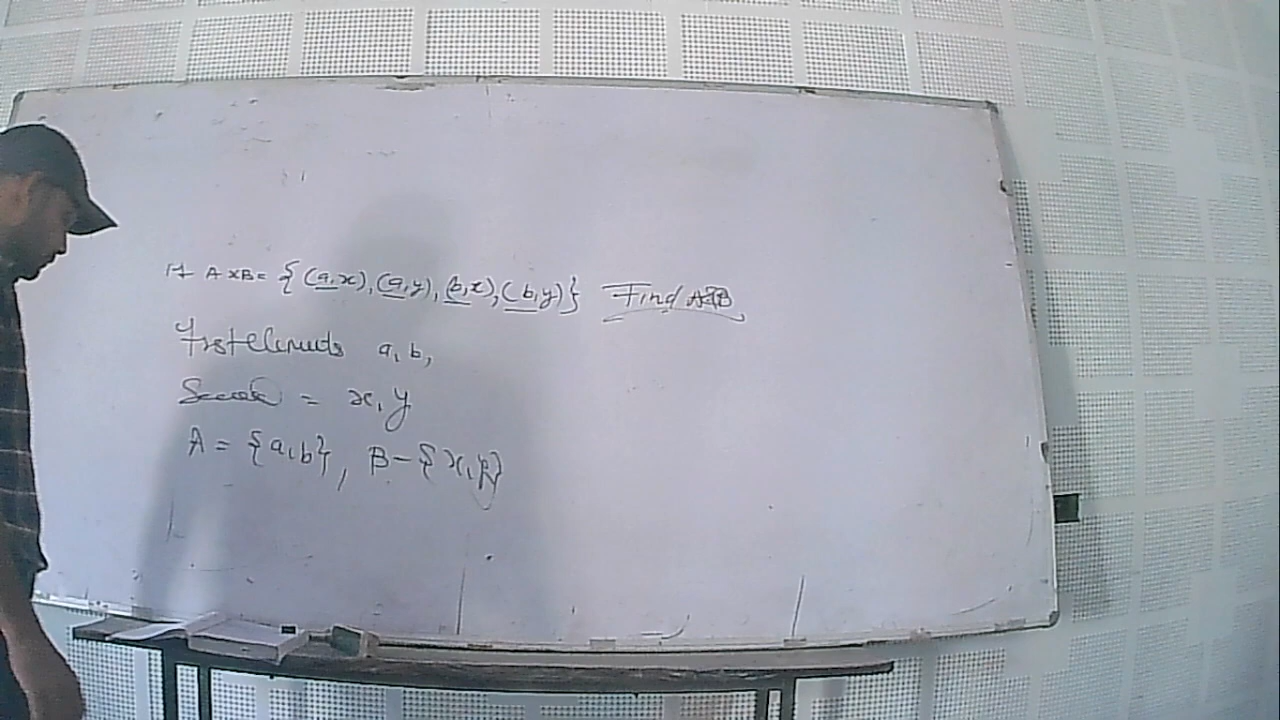 If A×B= {(a,x),(a,y),(b,x),(b,y)} Find A&B
first elements a, b,
Second = x, y
A = {a,b}, B-{x,y}